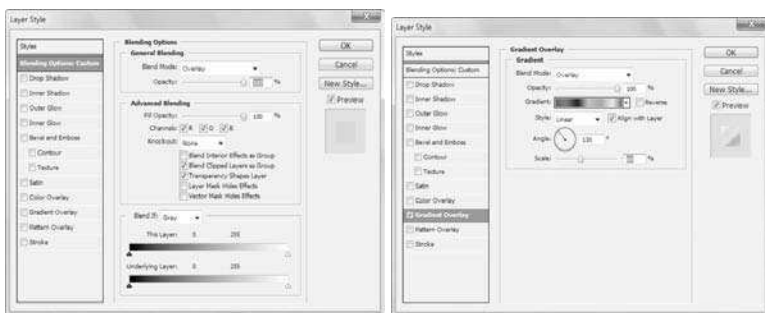 Layer Style
Styles
Blending Options: Custom
Drop Shadow
Inner Shadow
Outer Glow
Inner Glow
Bevel and Emboss
Contour
Texture
Satin
Color Overlay
Gradient Overlay
Pattern Overlay
Stroke
Blending Options
General Blending
Blend Mode: Overlay
Opacity: %
Advanced Blending
Fill Opacity: 100 %
Channels: R G B
Knockout: None
Blend Interior Effects as Group
Blend Clipped Layers as Group
Transparency Shapes Layer
Layer Mask Hides Effects
Vector Mask Hides Effects
Blend If: Gray
This Layer: 0 255
Underlying Layer: 0 255
OK
Cancel
New Style...
Preview
Layer Style
Styles
Blending Options: Custom
Drop Shadow
Inner Shadow
Outer Glow
Inner Glow
Bevel and Emboss
Contour
Texture
Satin
Color Overlay
Gradient Overlay
Pattern Overlay
Stroke
Gradient Overlay
Gradient
Blend Mode: Overlay
Opacity: 100 %
Gradient: Reverse
Style: Linear Align with Layer
Angle: °
Scale: %
OK
Cancel
New Style...
Preview